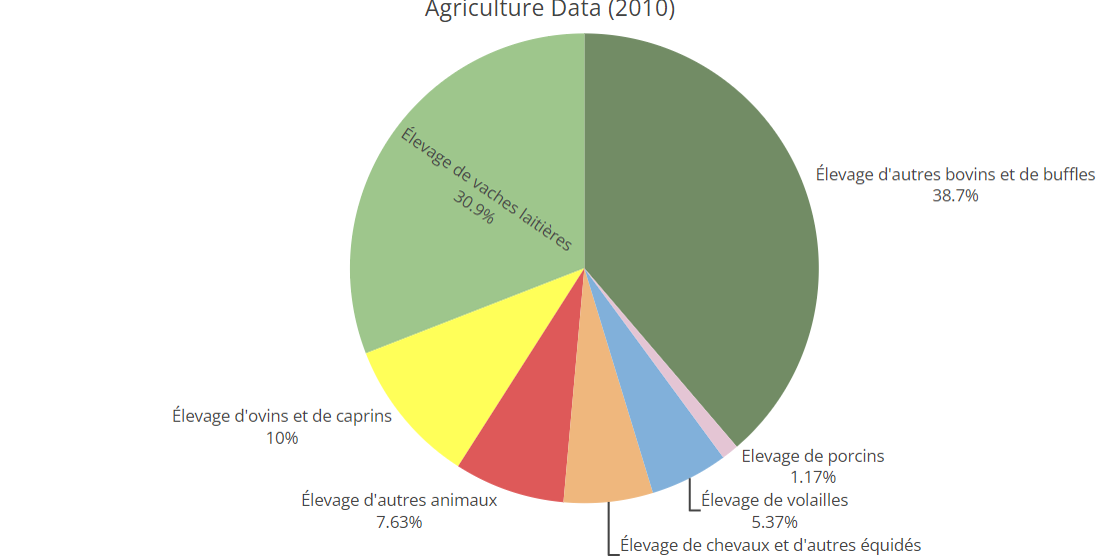 Agriculture Data (2010)
Élevage d'autres bovins et de buffles
38.7%
Élevage de vaches laitières
30.9%
Élevage d'ovins et de caprins
10%
Elevage de porcins
1.17%
Élevage d'autres animaux
7.63%
Élevage de volailles
5.37%
Élevage de chevaux et d'autres équidés